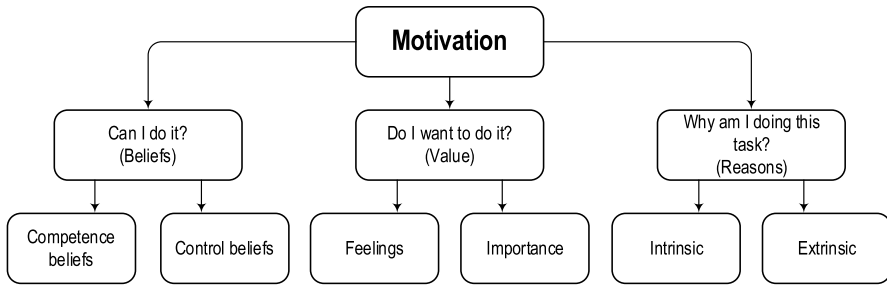 Motivation
Can I do it?
(Beliefs)
Do I want to do it?
(Value)
Why am I doing this
task?
(Reasons)
Competence
beliefs
Control beliefs
Feelings
Importance
Intrinsic
Extrinsic